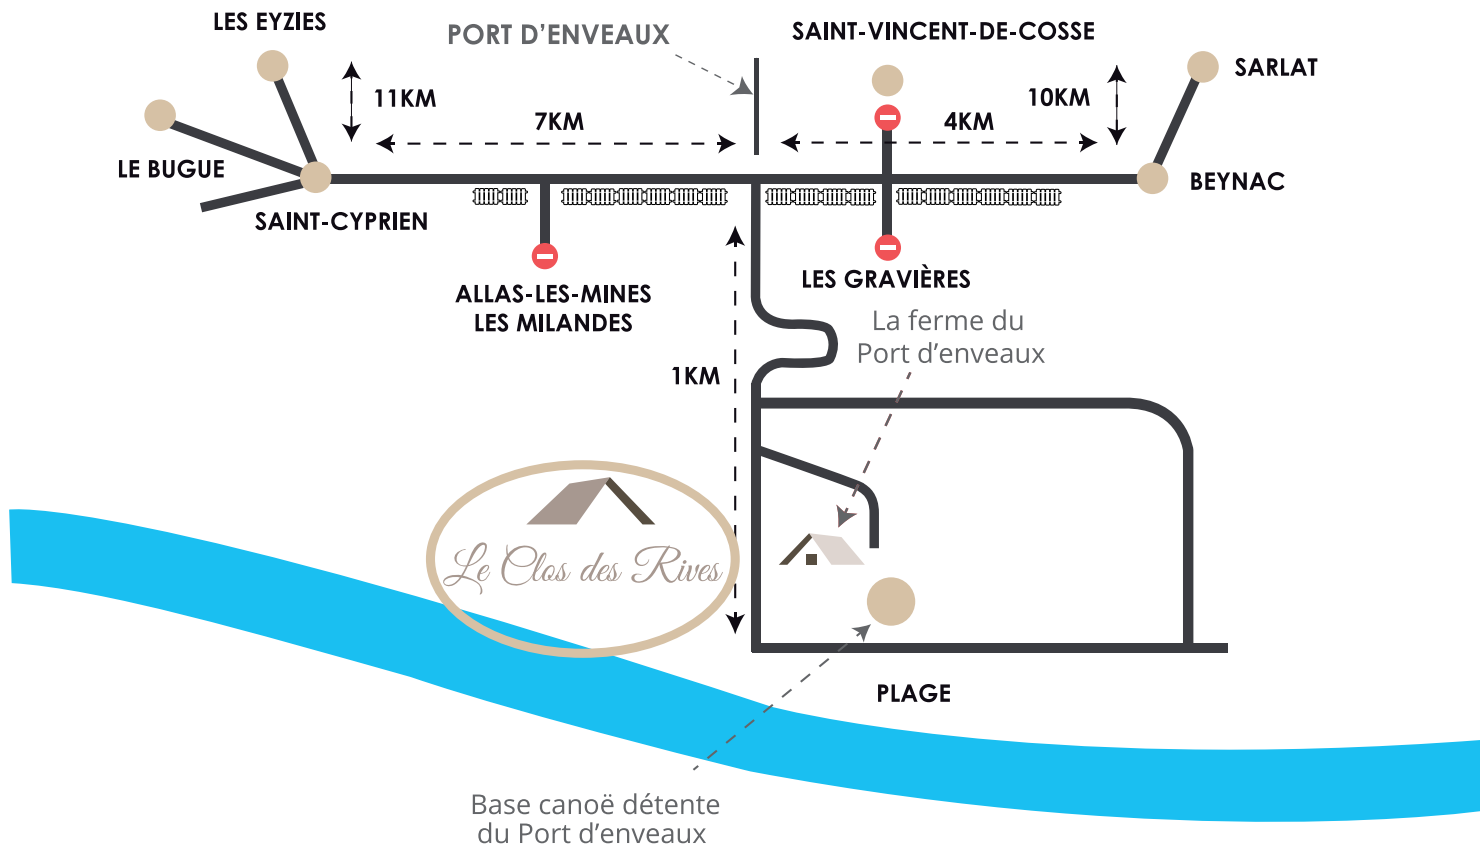 LES EYZIES
PORT D’ENVEAUX
SAINT-VINCENT-DE-COSSE
SARLAT
11KM
10KM
7KM
4KM
LE BUGUE
BEYNAC
SAINT-CYPRIEN
ALLAS-LES-MINES
LES MILANDES
LES GRAVIÈRES
La ferme du
Port d’enveaux
1KM
Le Clos des Rives
PLAGE
Base canoë détente
du Port d’enveaux